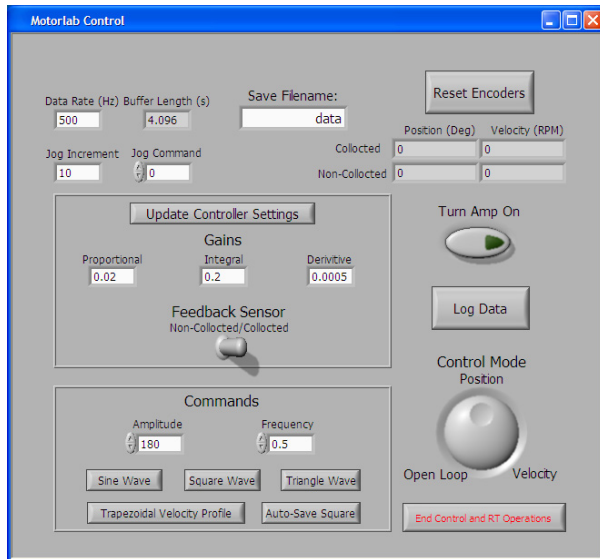 Motorlab Control
Reset Encoders
Data Rate (Hz) Buffer Length (s) Save Filename:
500 4.096 data
Position (Deg) Velocity (RPM)
Jog Increment Jog Command Collocted 0 0
10 0 Non-Collocted 0 0
Update Controller Settings
Turn Amp On
Gains
Proportional Integral Derivitive
0.02 0.2 0.0005
Log Data
Feedback Sensor
Non-Collocted/Collocted
Control Mode
Position
Open Loop Velocity
Commands
Amplitude Frequency
180 0.5
Sine Wave Square Wave Triangle Wave
Trapezoidal Velocity Profile Auto-Save Square
End Control and RT Operations